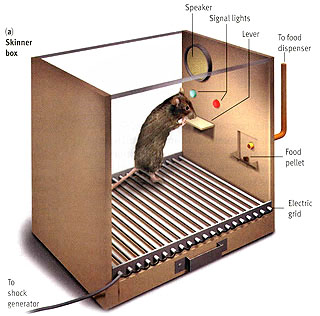 (a)
Skinner
box
Speaker
Signal lights
Lever
To food
dispenser
Food
pellet
Electric
grid
To
shock
generator